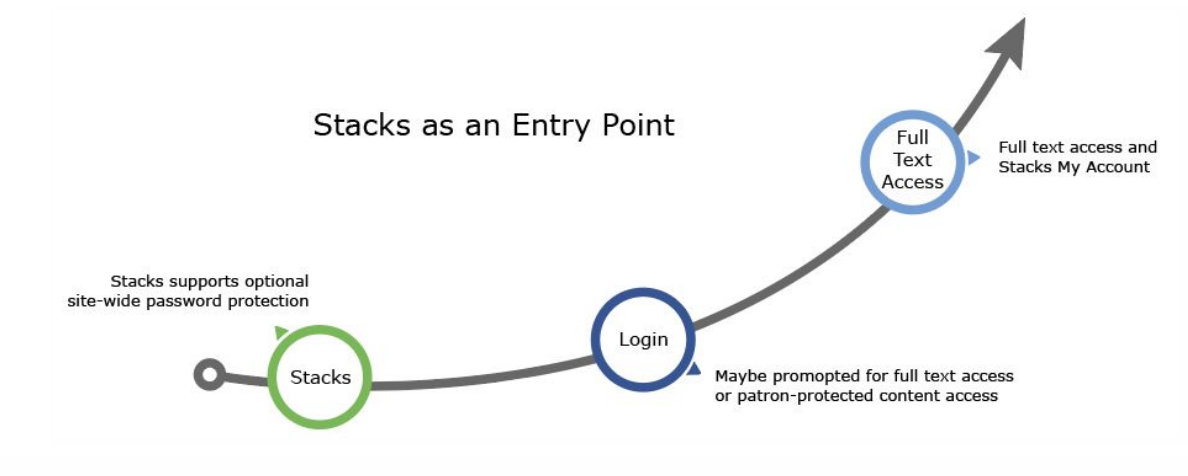 Stacks as an Entry Point
Stacks supports optional
site-wide password protection
Stacks
Login
Maybe promopted for full text access
or patron-protected content access
Full
Text
Access
Full text access and
Stacks My Account